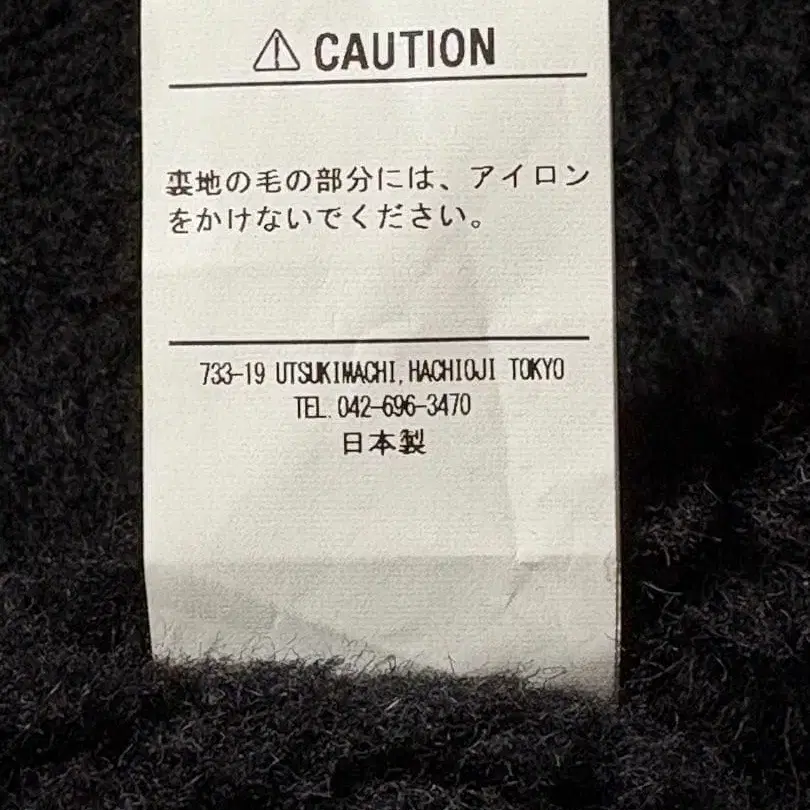 ⚠ CAUTION
裏地の毛の部分には、アイロン
をかけないでください。
733-19 UTSUKIMACHI,HACHIOJI TOKYO
TEL.042-696-3470
日本製